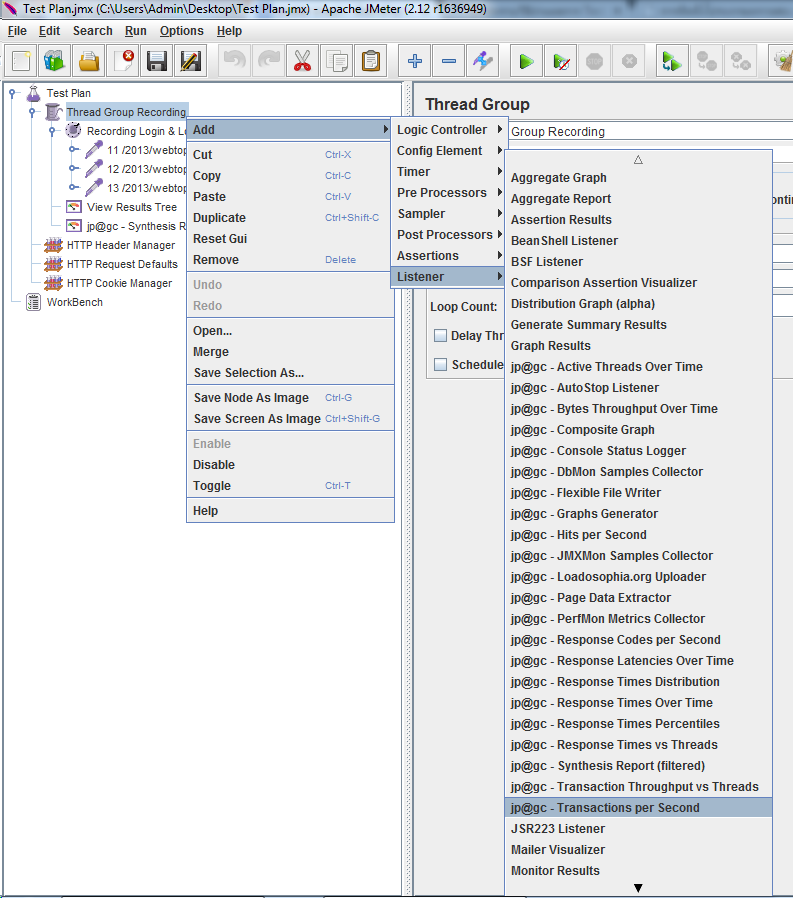 Test Plan.jmx (C:\Users\Admin\Desktop\Test Plan.jmx) - Apache JMeter (2.12 r1636949)
File Edit Search Run Options Help
Test Plan
Thread Group Recording
Recording Login & L
11 /2013/webtop
12 /2013/webtop
13 /2013/webtop
View Results Tree
jp@gc - Synthesis R
HTTP Header Manager
HTTP Request Defaults
HTTP Cookie Manager
WorkBench
Add
Cut Ctrl-X
Copy Ctrl-C
Paste Ctrl-V
Duplicate Ctrl+Shift-C
Reset Gui
Remove Delete
Undo
Redo
Open...
Merge
Save Selection As...
Save Node As Image Ctrl-G
Save Screen As Image Ctrl+Shift-G
Enable
Disable
Toggle Ctrl-T
Help
Thread Group
Group Recording
Logic Controller
Config Element
Timer
Pre Processors
Sampler
Post Processors
Assertions
Listener
Loop Count:
Delay Thr
Schedule
Aggregate Graph
Aggregate Report
Assertion Results
BeanShell Listener
BSF Listener
Comparison Assertion Visualizer
Distribution Graph (alpha)
Generate Summary Results
Graph Results
jp@gc - Active Threads Over Time
jp@gc - AutoStop Listener
jp@gc - Bytes Throughput Over Time
jp@gc - Composite Graph
jp@gc - Console Status Logger
jp@gc - DbMon Samples Collector
jp@gc - Flexible File Writer
jp@gc - Graphs Generator
jp@gc - Hits per Second
jp@gc - JMXMon Samples Collector
jp@gc - Loadosophia.org Uploader
jp@gc - Page Data Extractor
jp@gc - PerfMon Metrics Collector
jp@gc - Response Codes per Second
jp@gc - Response Latencies Over Time
jp@gc - Response Times Distribution
jp@gc - Response Times Over Time
jp@gc - Response Times Percentiles
jp@gc - Response Times vs Threads
jp@gc - Synthesis Report (filtered)
jp@gc - Transaction Throughput vs Threads
jp@gc - Transactions per Second
JSR223 Listener
Mailer Visualizer
Monitor Results